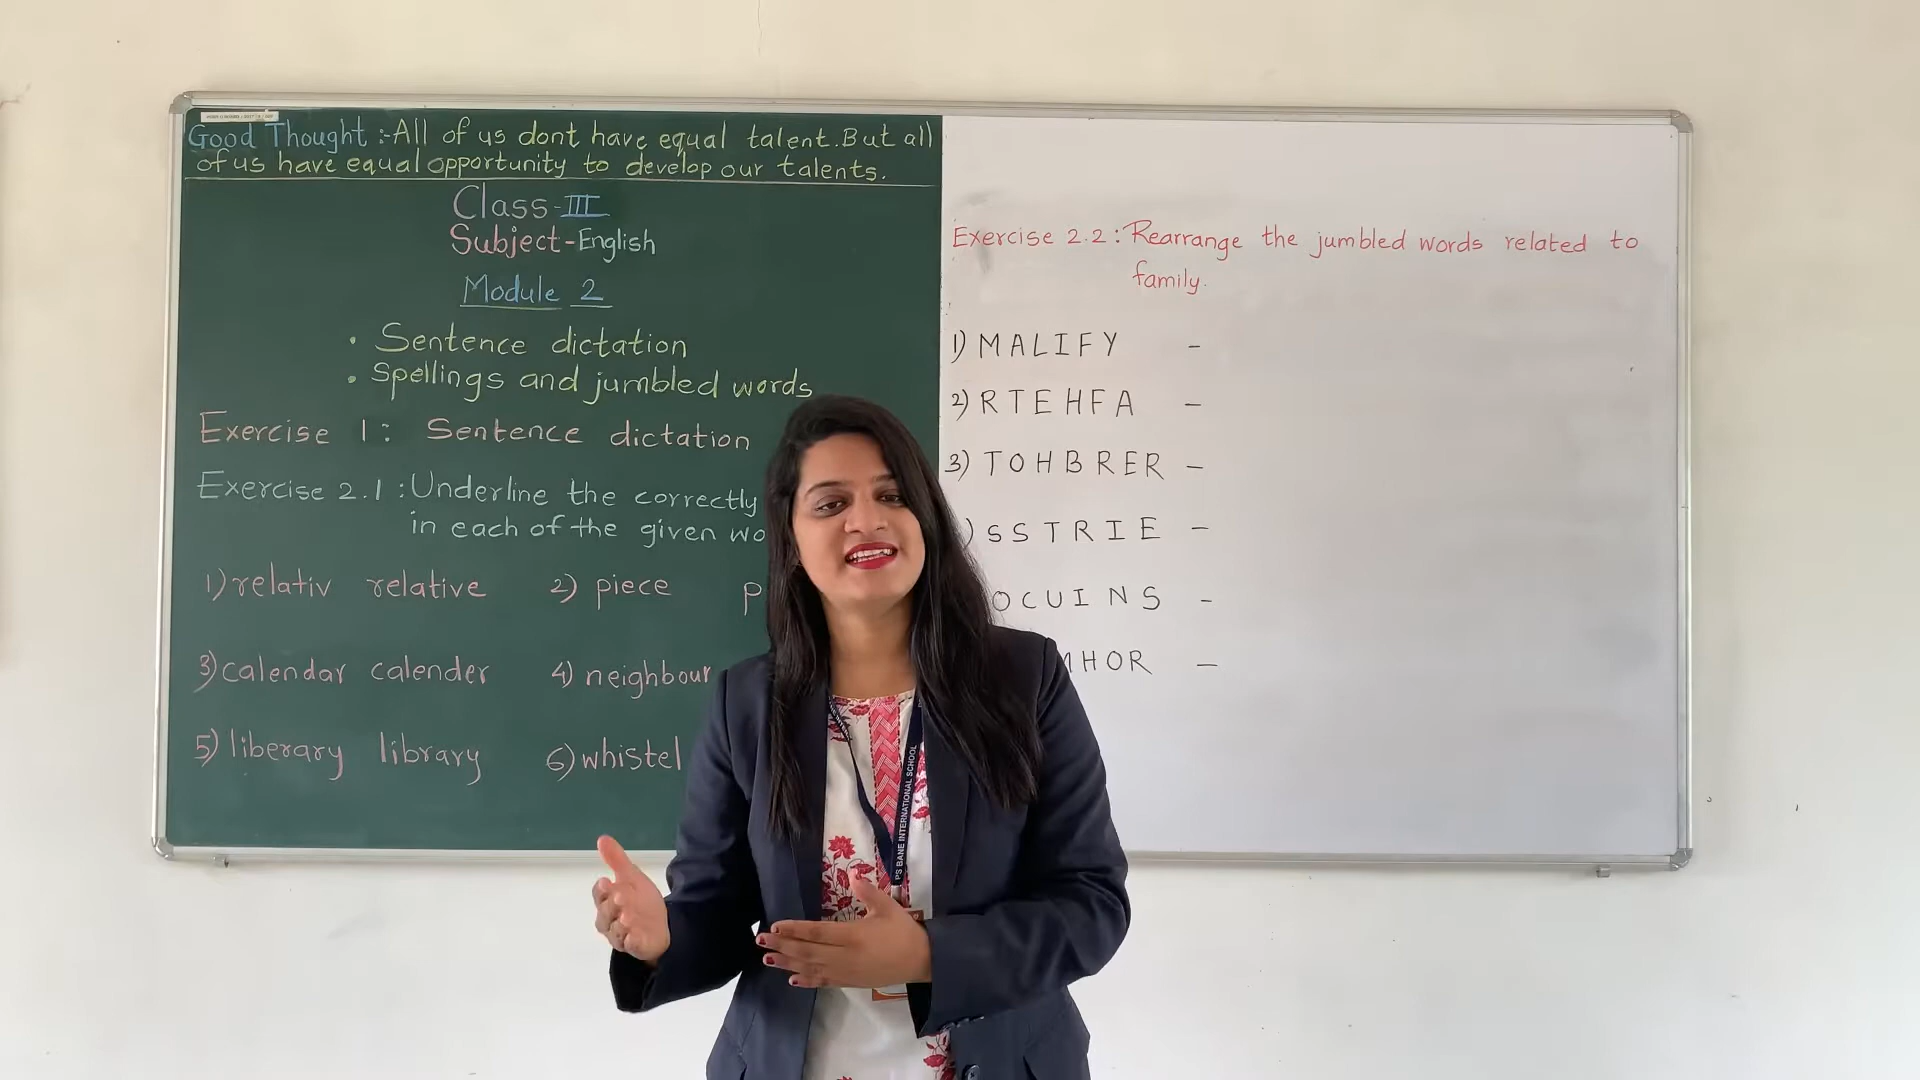 Good Thought :- All of us dont have equal talent. But all
of us have equal opportunity to develop our talents.
Class - III
Subject - English
Module 2
• Sentence dictation
• Spellings and jumbled words
Exercise 1 : Sentence dictation
Exercise 2.1 : Underline the correctly
in each of the given
1) relativ relative 2) piece
3) calendar calender 4) neighbour
5) liberary library 6) whistel
Exercise 2.2 : Rearrange the jumbled words related to
family.
1) MALIFY -
2) RTEHFA -
3) TOHBRER -
) SSTRIE -
OCUINS -
MHOR -
PS BANE INTERNATIONAL SCHOOL